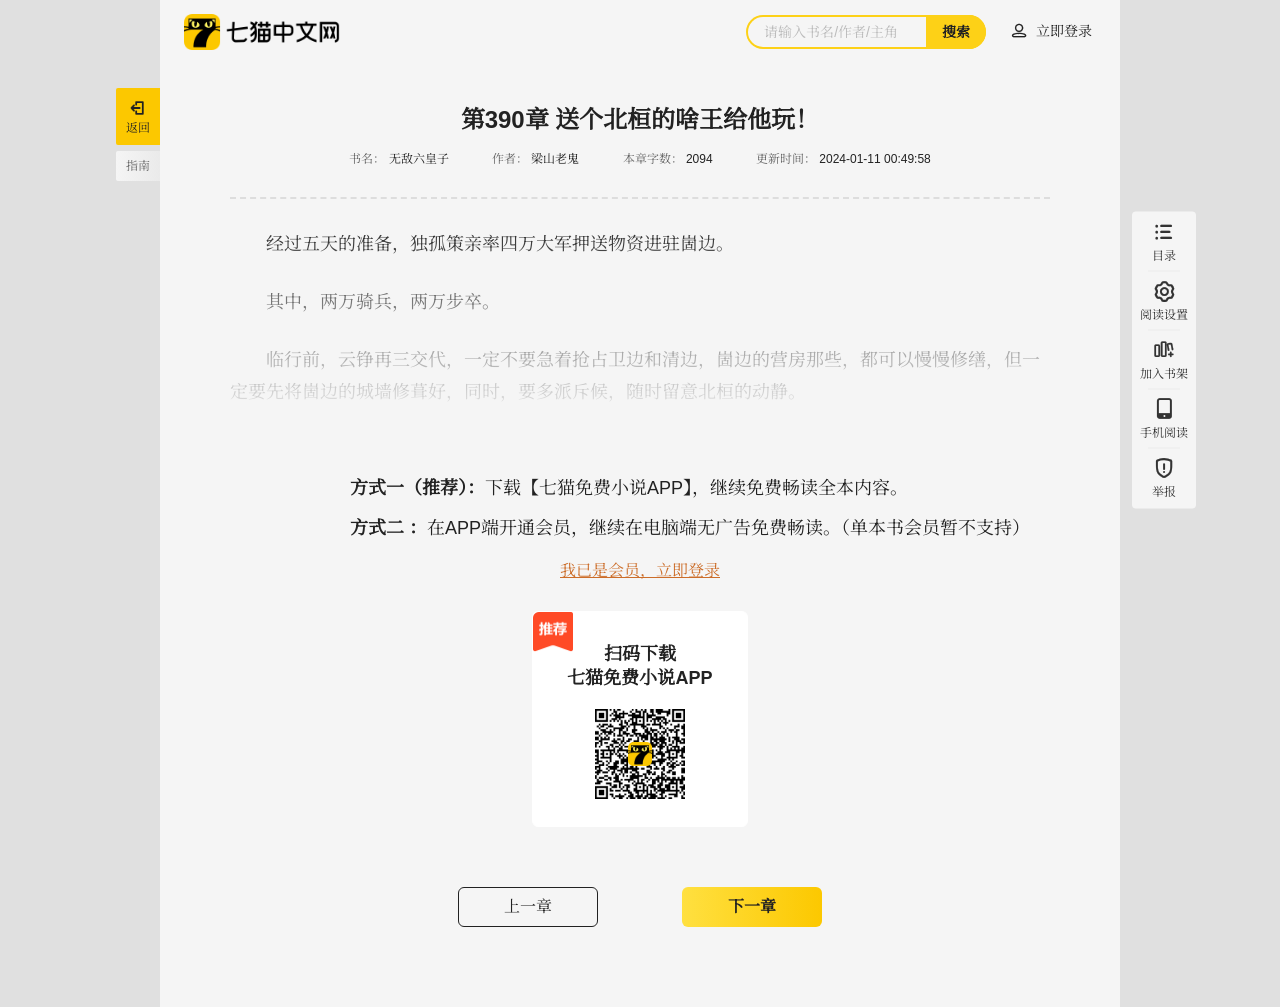 七猫中文网
请输入书名/作者/主角
搜索
立即登录
返回
指南
第390章 送个北桓的啥王给他玩！
书名： 无敌六皇子 作者： 梁山老鬼 本章字数： 2094 更新时间： 2024-01-11 00:49:58
经过五天的准备，独孤策亲率四万大军押送物资进驻崮边。
其中，两万骑兵，两万步卒。
临行前，云铮再三交代，一定不要急着抢占卫边和清边，崮边的营房那些，都可以慢慢修缮，但一
定要先将崮边的城墙修葺好，同时，要多派斥候，随时留意北桓的动静。
目录
阅读设置
加入书架
手机阅读
举报
方式一（推荐）：下载【七猫免费小说APP】，继续免费畅读全本内容。
方式二 ：在APP端开通会员，继续在电脑端无广告免费畅读。（单本书会员暂不支持）
我已是会员，立即登录
推荐
扫码下载
七猫免费小说APP
上一章
下一章